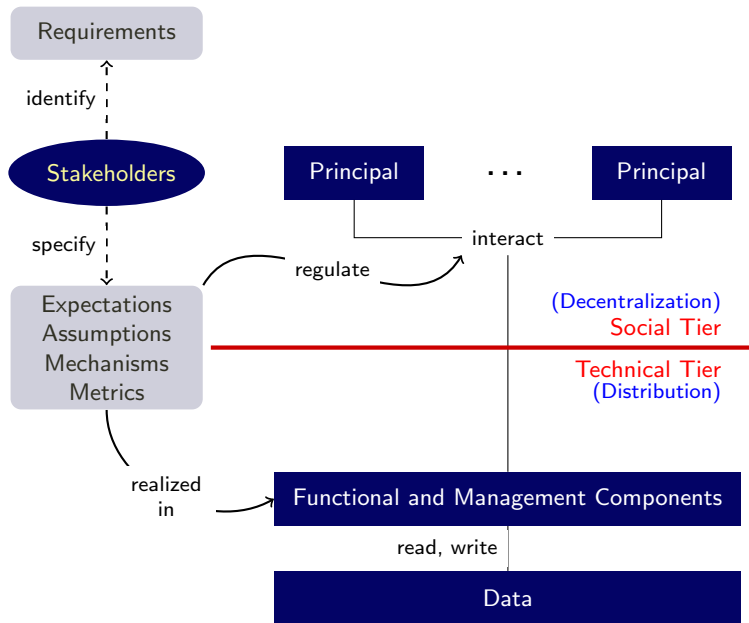 Requirements
identify
Stakeholders
specify
Expectations
Assumptions
Mechanisms
Metrics
Principal
...
Principal
interact
regulate
(Decentralization)
Social Tier
Technical Tier
(Distribution)
realized
in
Functional and Management Components
read, write
Data